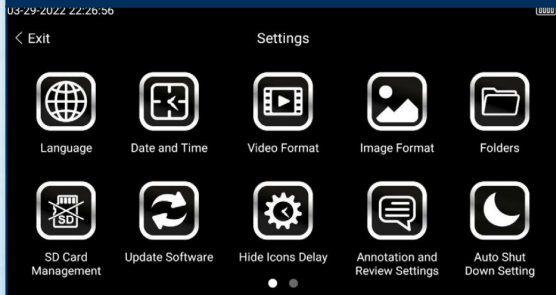 03-29-2022 22:26:56
< Exit
Settings
Language
Date and Time
Video Format
Image Format
Folders
SD
SD Card
Management
Update Software
Hide Icons Delay
Annotation and
Review Settings
Auto Shut
Down Setting